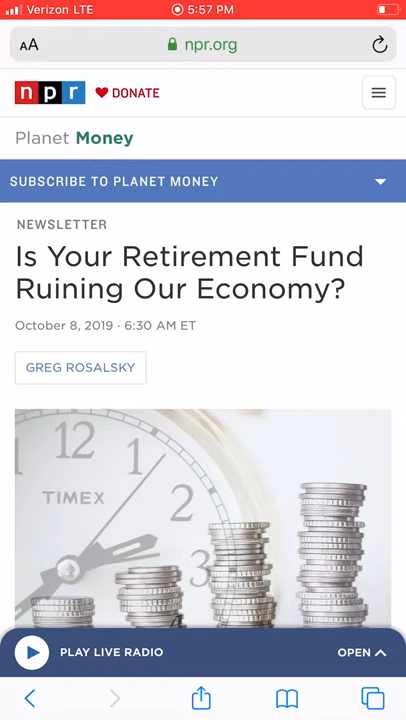 Verizon LTE 5:57 PM
AA npr.org
npr DONATE
Planet Money
SUBSCRIBE TO PLANET MONEY
NEWSLETTER
Is Your Retirement Fund
Ruining Our Economy?
October 8, 2019 · 6:30 AM ET
GREG ROSALSKY
12
1
TIMEX
2
3
PLAY LIVE RADIO OPEN